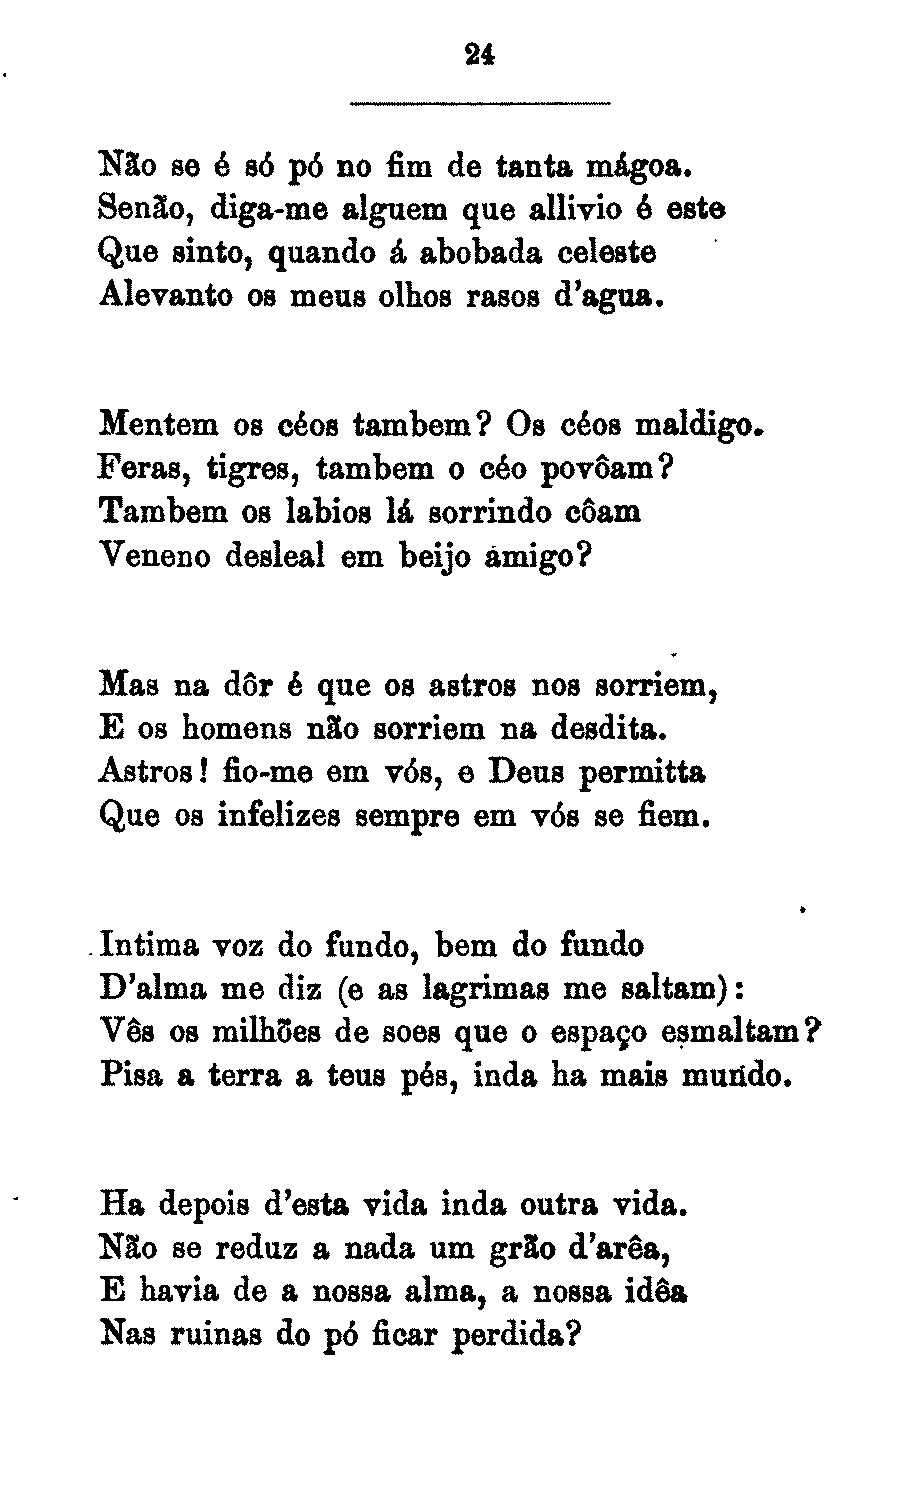 24
Não se é só pó no fim de tanta mágoa.
Senão, diga-me alguem que allivio é este
Que sinto, quando á abobada celeste
Alevanto os meus olhos rasos d'agua.
Mentem os céos tambem? Os céos maldigo.
Feras, tigres, tambem o céo povôam?
Tambem os labios lá sorrindo côam
Veneno desleal em beijo amigo?
Mas na dôr é que os astros nos sorriem,
E os homens não sorriem na desdita.
Astros! fio-me em vós, e Deus permitta
Que os infelizes sempre em vós se fiem.
Intima voz do fundo, bem do fundo
D'alma me diz (e as lagrimas me saltam):
Vês os milhões de soes que o espaço esmaltam?
Pisa a terra a teus pés, inda ha mais mundo.
Ha depois d'esta vida inda outra vida.
Não se reduz a nada um grão d'arêa,
E havia de a nossa alma, a nossa idêa
Nas ruinas do pó ficar perdida?